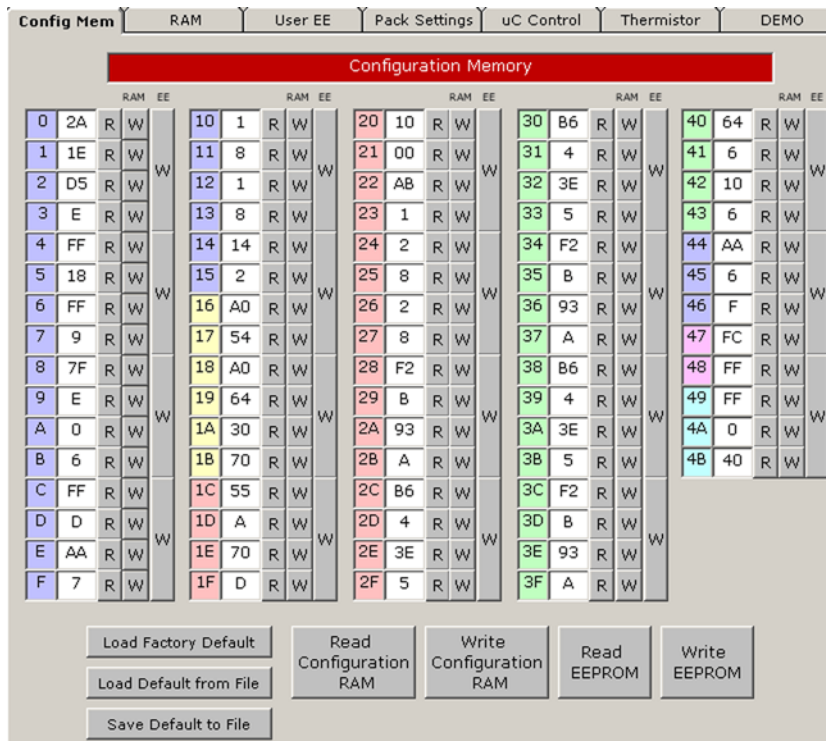 Config Mem RAM User EE Pack Settings uC Control Thermistor DEMO
Configuration Memory
RAM EE RAM EE RAM EE RAM EE RAM EE
0 2A R W 10 1 R W 20 10 R W 30 B6 R W 40 64 R W
1 1E R W 11 8 R W 21 00 R W 31 4 R W 41 6 R W
W W W W W
2 D5 R W 12 1 R W 22 AB R W 32 3E R W 42 10 R W
3 E R W 13 8 R W 23 1 R W 33 5 R W 43 6 R W
4 FF R W 14 14 R W 24 2 R W 34 F2 R W 44 AA R W
5 18 R W 15 2 R W 25 8 R W 35 B R W 45 6 R W
W W W W W
6 FF R W 16 A0 R W 26 2 R W 36 93 R W 46 F R W
7 9 R W 17 54 R W 27 8 R W 37 A R W 47 FC R W
8 7F R W 18 A0 R W 28 F2 R W 38 B6 R W 48 FF R W
9 E R W 19 64 R W 29 B R W 39 4 R W 49 FF R W
W W W W W
A 0 R W 1A 30 R W 2A 93 R W 3A 3E R W 4A 0 R W
B 6 R W 1B 70 R W 2B A R W 3B 5 R W 4B 40 R W
C FF R W 1C 55 R W 2C B6 R W 3C F2 R W
D D R W 1D A R W 2D 4 R W 3D B R W
W W W W
E AA R W 1E 70 R W 2E 3E R W 3E 93 R W
F 7 R W 1F D R W 2F 5 R W 3F A R W
Load Factory Default
Load Default from File
Save Default to File
Read
Configuration
RAM
Write
Configuration
RAM
Read
EEPROM
Write
EEPROM